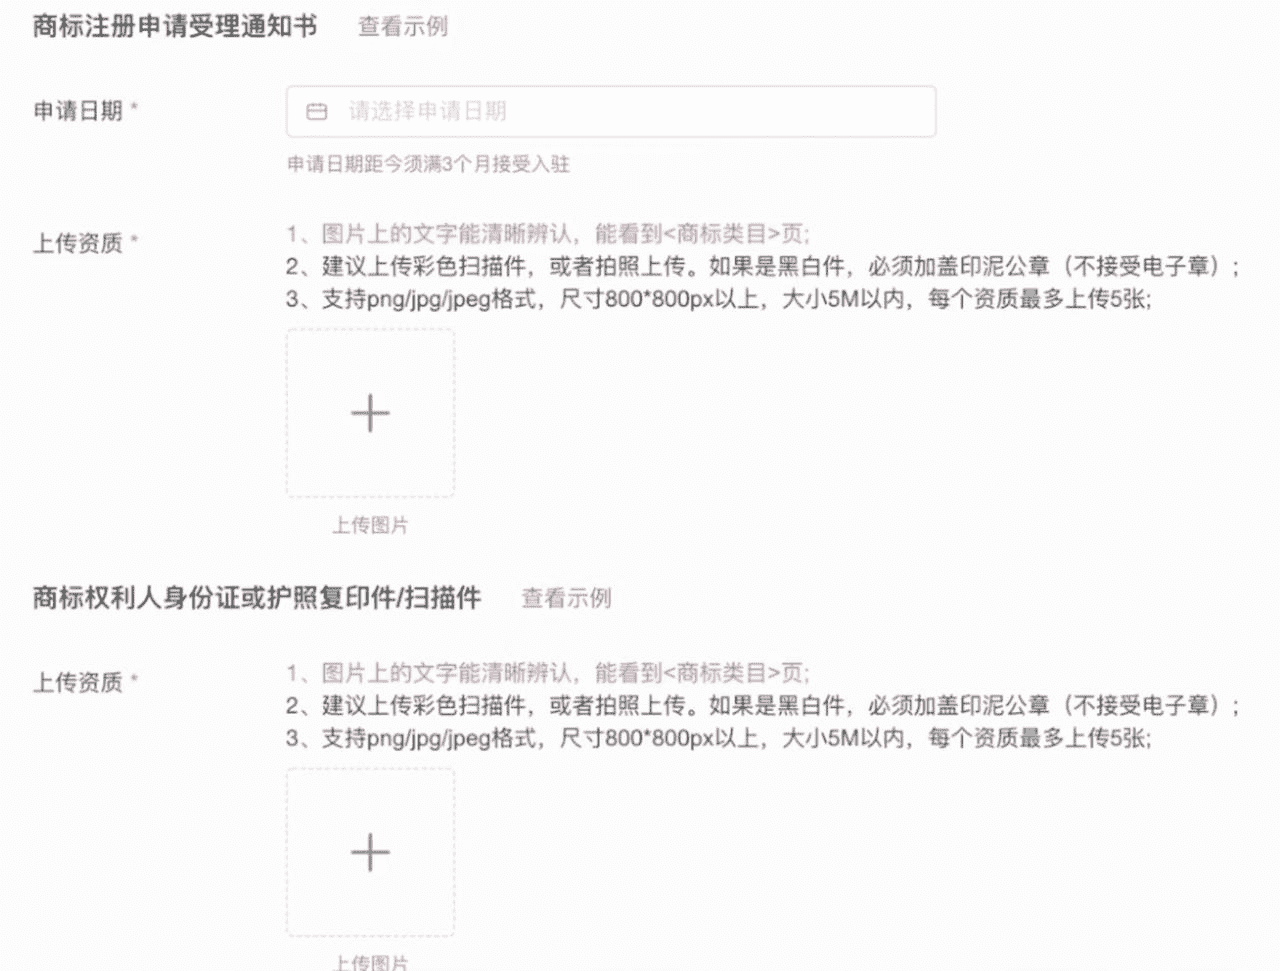 商标注册申请受理通知书 查看示例
申请日期 * 请选择申请日期
申请日期距今须满3个月接受入驻
上传资质 *
1、图片上的文字能清晰辨认，能看到<商标类目>页;
2、建议上传彩色扫描件，或者拍照上传。如果是黑白件，必须加盖印泥公章（不接受电子章）;
3、支持png/jpg/jpeg格式，尺寸800*800px以上，大小5M以内，每个资质最多上传5张;
上传图片
商标权利人身份证或护照复印件/扫描件 查看示例
上传资质 *
1、图片上的文字能清晰辨认，能看到<商标类目>页;
2、建议上传彩色扫描件，或者拍照上传。如果是黑白件，必须加盖印泥公章（不接受电子章）;
3、支持png/jpg/jpeg格式，尺寸800*800px以上，大小5M以内，每个资质最多上传5张;
上传图片